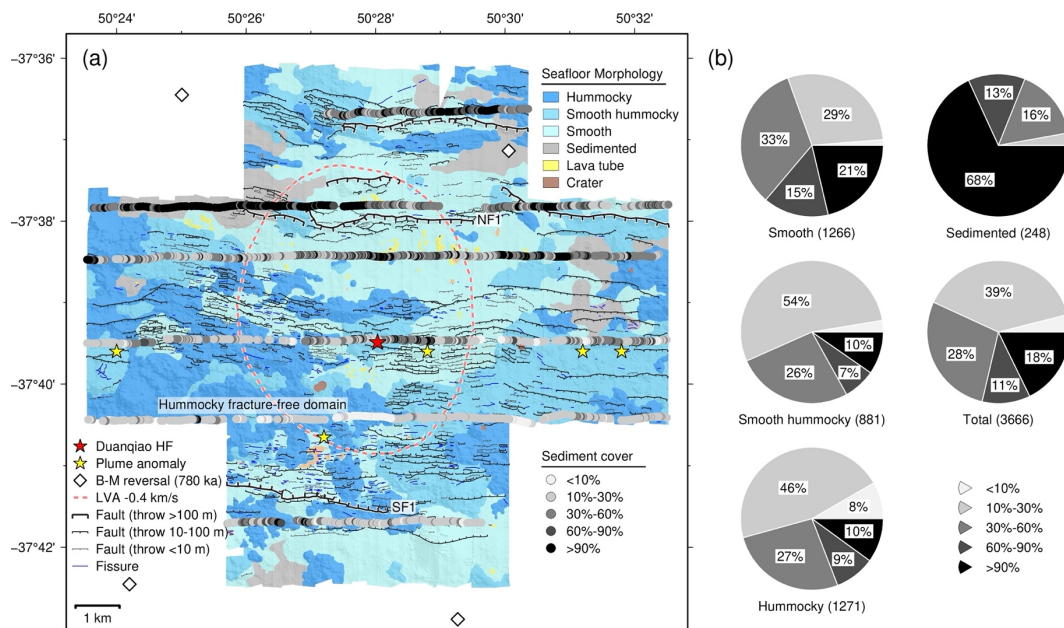 50°24' 50°26' 50°28' 50°30' 50°32'
−37°36'
−37°38'
−37°40'
−37°42'
(a)
Seafloor Morphology
Hummocky
Smooth hummocky
Smooth
Sedimented
Lava tube
Crater
NF1
Hummocky fracture-free domain
SF1
Duanqiao HF
Plume anomaly
B-M reversal (780 ka)
LVA -0.4 km/s
Fault (throw >100 m)
Fault (throw 10-100 m)
Fault (throw <10 m)
Fissure
1 km
Sediment cover
<10%
10%-30%
30%-60%
60%-90%
>90%
(b)
29%
33%
15%
21%
Smooth (1266)
13%
16%
68%
Sedimented (248)
54%
26%
7%
10%
Smooth hummocky (881)
39%
28%
11%
18%
Total (3666)
46%
8%
10%
9%
27%
Hummocky (1271)
<10%
10%-30%
30%-60%
60%-90%
>90%